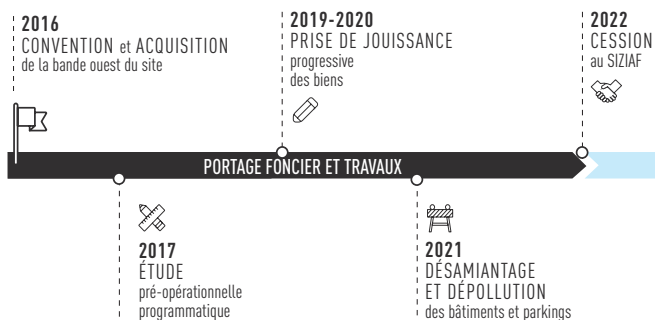 2016
CONVENTION et ACQUISITION
de la bande ouest du site
2019-2020
PRISE DE JOUISSANCE
progressive
des biens
2022
CESSION
au SIZIAF
PORTAGE FONCIER ET TRAVAUX
2017
ÉTUDE
pré-opérationnelle
programmatique
2021
DÉSAMIANTAGE
ET DÉPOLLUTION
des bâtiments et parkings